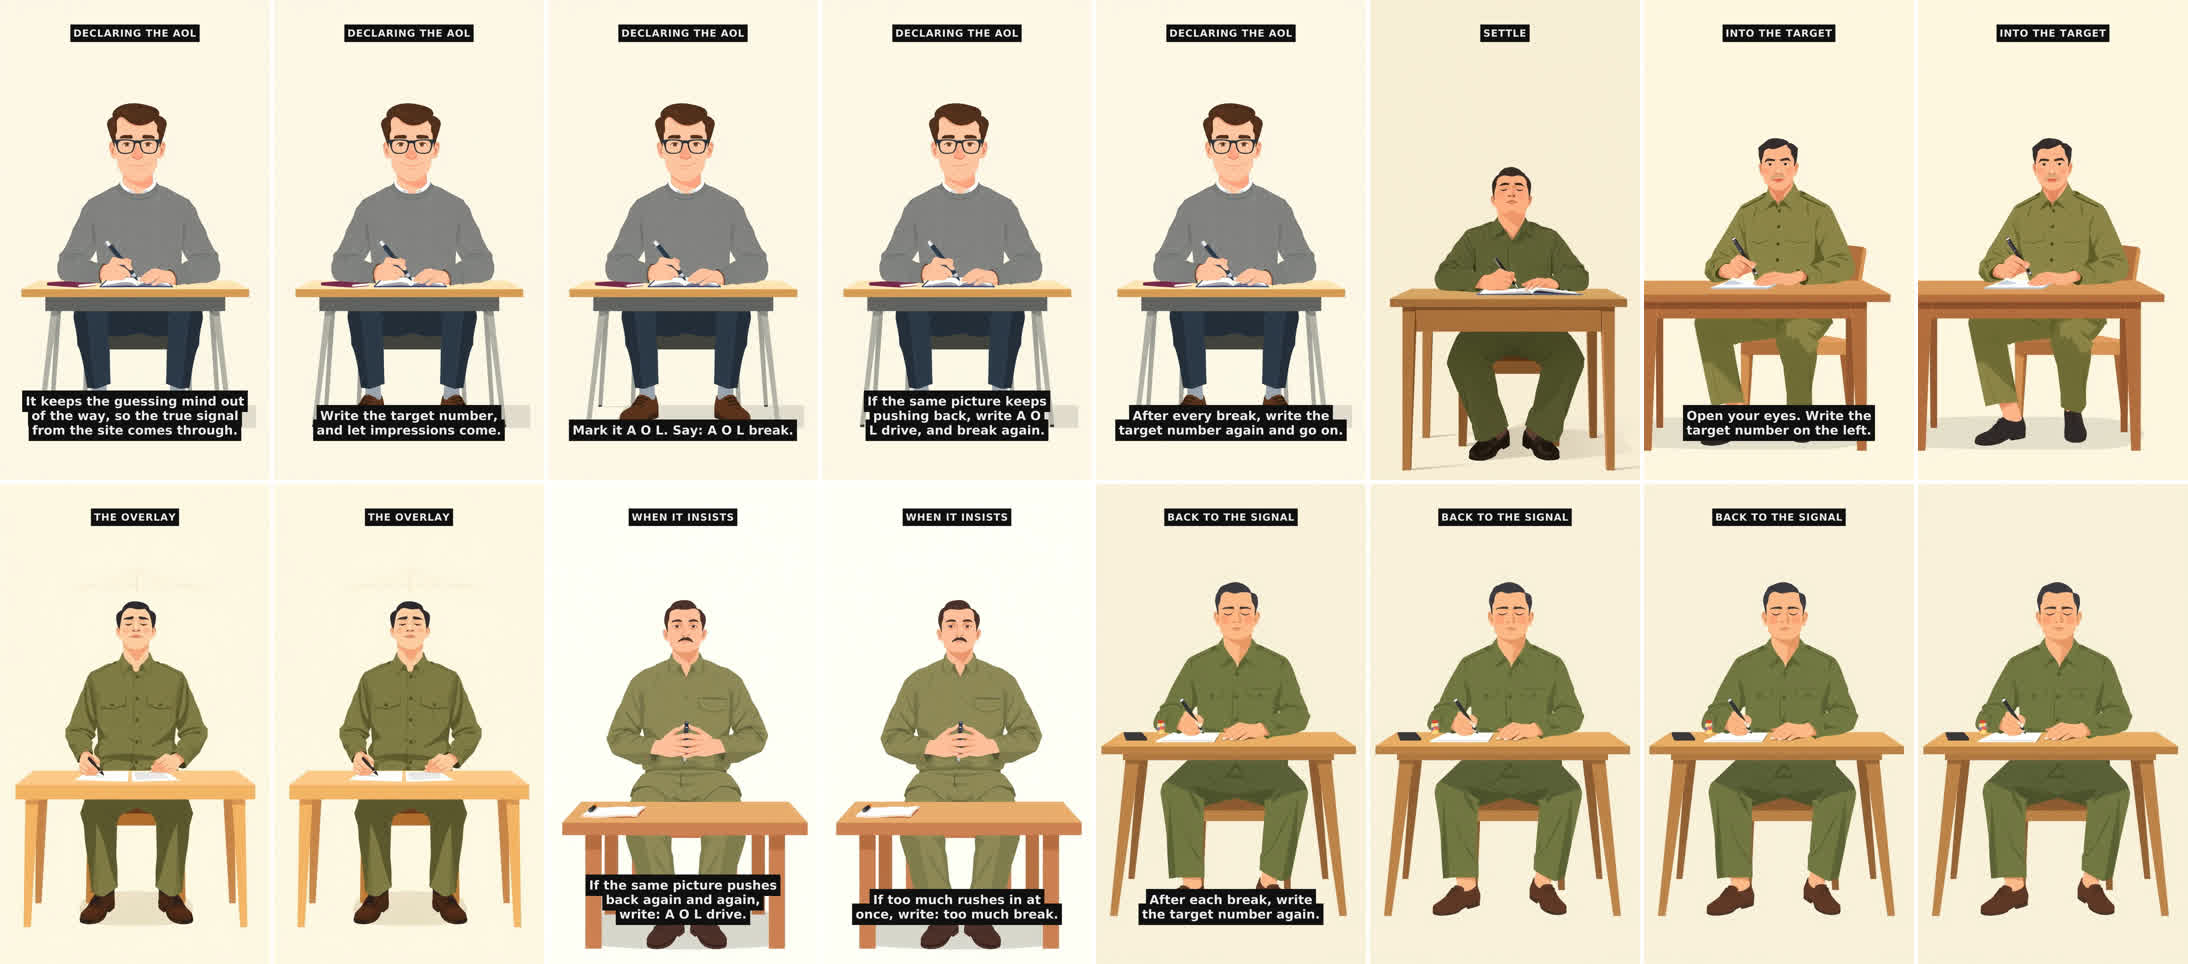 DECLARING THE AOL
It keeps the guessing mind out
of the way, so the true signal
from the site comes through.
DECLARING THE AOL
Write the target number,
and let impressions come.
DECLARING THE AOL
Mark it A O L. Say: A O L break.
DECLARING THE AOL
If the same picture keeps
pushing back, write A O
L drive, and break again.
DECLARING THE AOL
After every break, write the
target number again and go on.
SETTLE
INTO THE TARGET
Open your eyes. Write the
target number on the left.
INTO THE TARGET
THE OVERLAY
THE OVERLAY
WHEN IT INSISTS
If the same picture pushes
back again and again,
write: A O L drive.
WHEN IT INSISTS
If too much rushes in at
once, write: too much break.
BACK TO THE SIGNAL
After each break, write
the target number again.
BACK TO THE SIGNAL
BACK TO THE SIGNAL